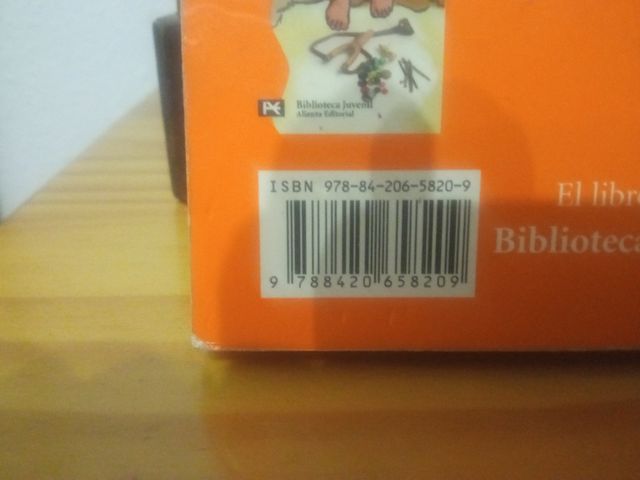 Biblioteca Juvenil
Alianza Editorial
ISBN 978-84-206-5820-9
9 788420 658209
El libro
Biblioteca